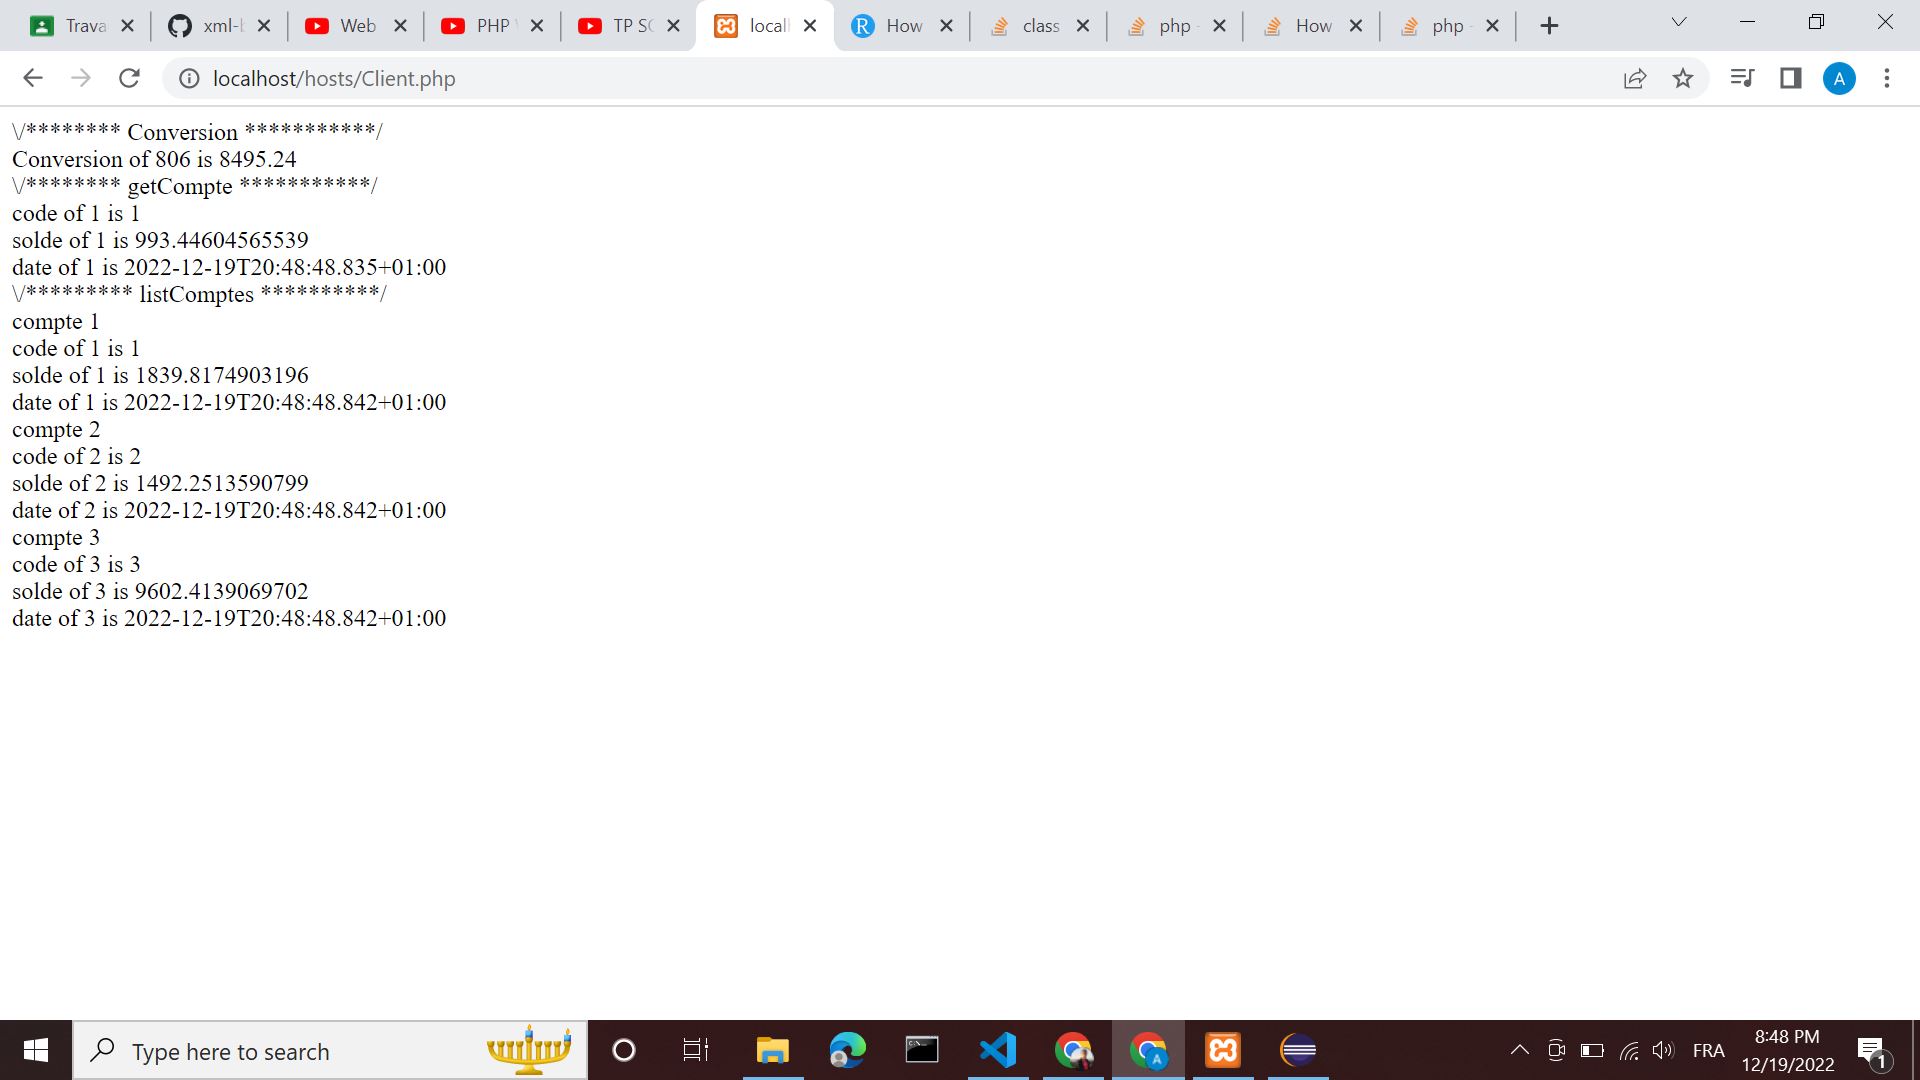 Trava
xml-b
Web
PHP
TP SO
local
How
class
php -
How
php -
localhost/hosts/Client.php
A
\/******** Conversion ***********/
Conversion of 806 is 8495.24
\/******** getCompte ***********/
code of 1 is 1
solde of 1 is 993.44604565539
date of 1 is 2022-12-19T20:48:48.835+01:00
\/********* listComptes **********/
compte 1
code of 1 is 1
solde of 1 is 1839.8174903196
date of 1 is 2022-12-19T20:48:48.842+01:00
compte 2
code of 2 is 2
solde of 2 is 1492.2513590799
date of 2 is 2022-12-19T20:48:48.842+01:00
compte 3
code of 3 is 3
solde of 3 is 9602.4139069702
date of 3 is 2022-12-19T20:48:48.842+01:00
Type here to search
A
FRA
8:48 PM
12/19/2022
1